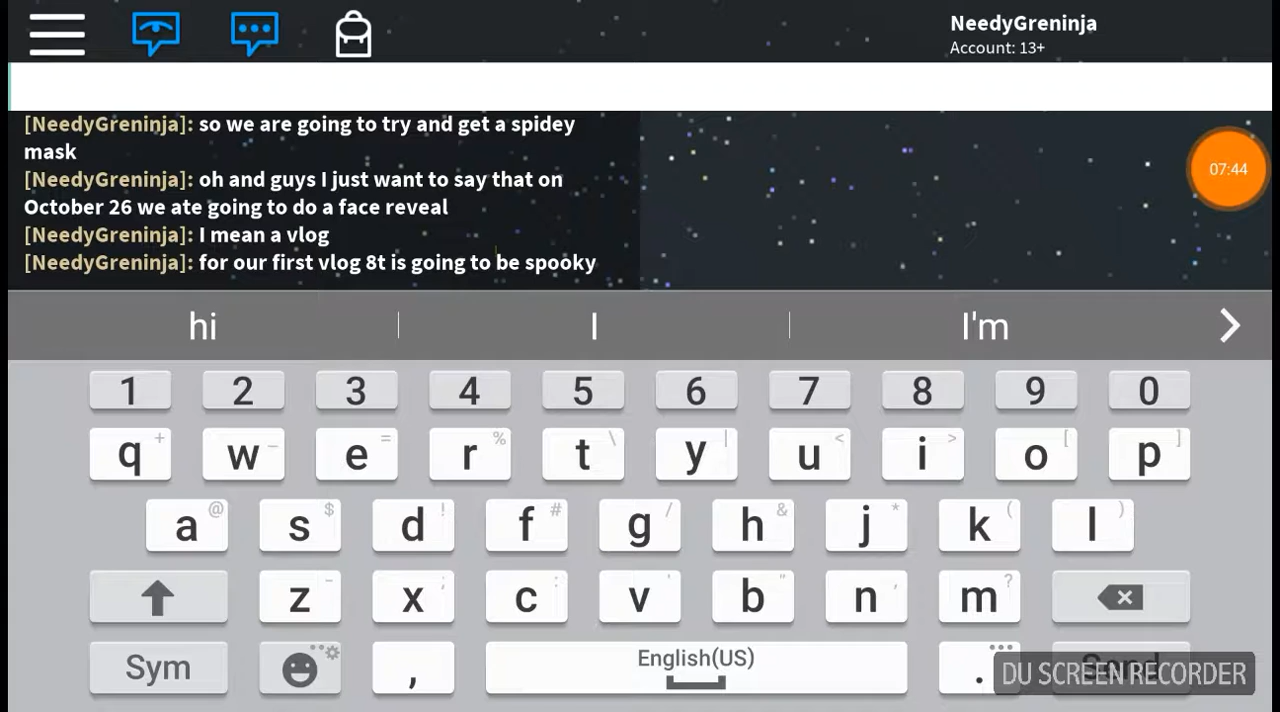 NeedyGreninja
Account: 13+
[NeedyGreninja]: so we are going to try and get a spidey
mask
[NeedyGreninja]: oh and guys I just want to say that on
October 26 we ate going to do a face reveal
[NeedyGreninja]: I mean a vlog
[NeedyGreninja]: for our first vlog 8t is going to be spooky
07:44
hi | I | I'm
1 2 3 4 5 6 7 8 9 0
q + w _ e = r % t \ y | u < i > o [ p ]
a @ s $ d ! f # g / h & j * k ( l )
z - x ; c : v ' b " n , m ?
Sym , English(US) . Send
DU SCREEN RECORDER